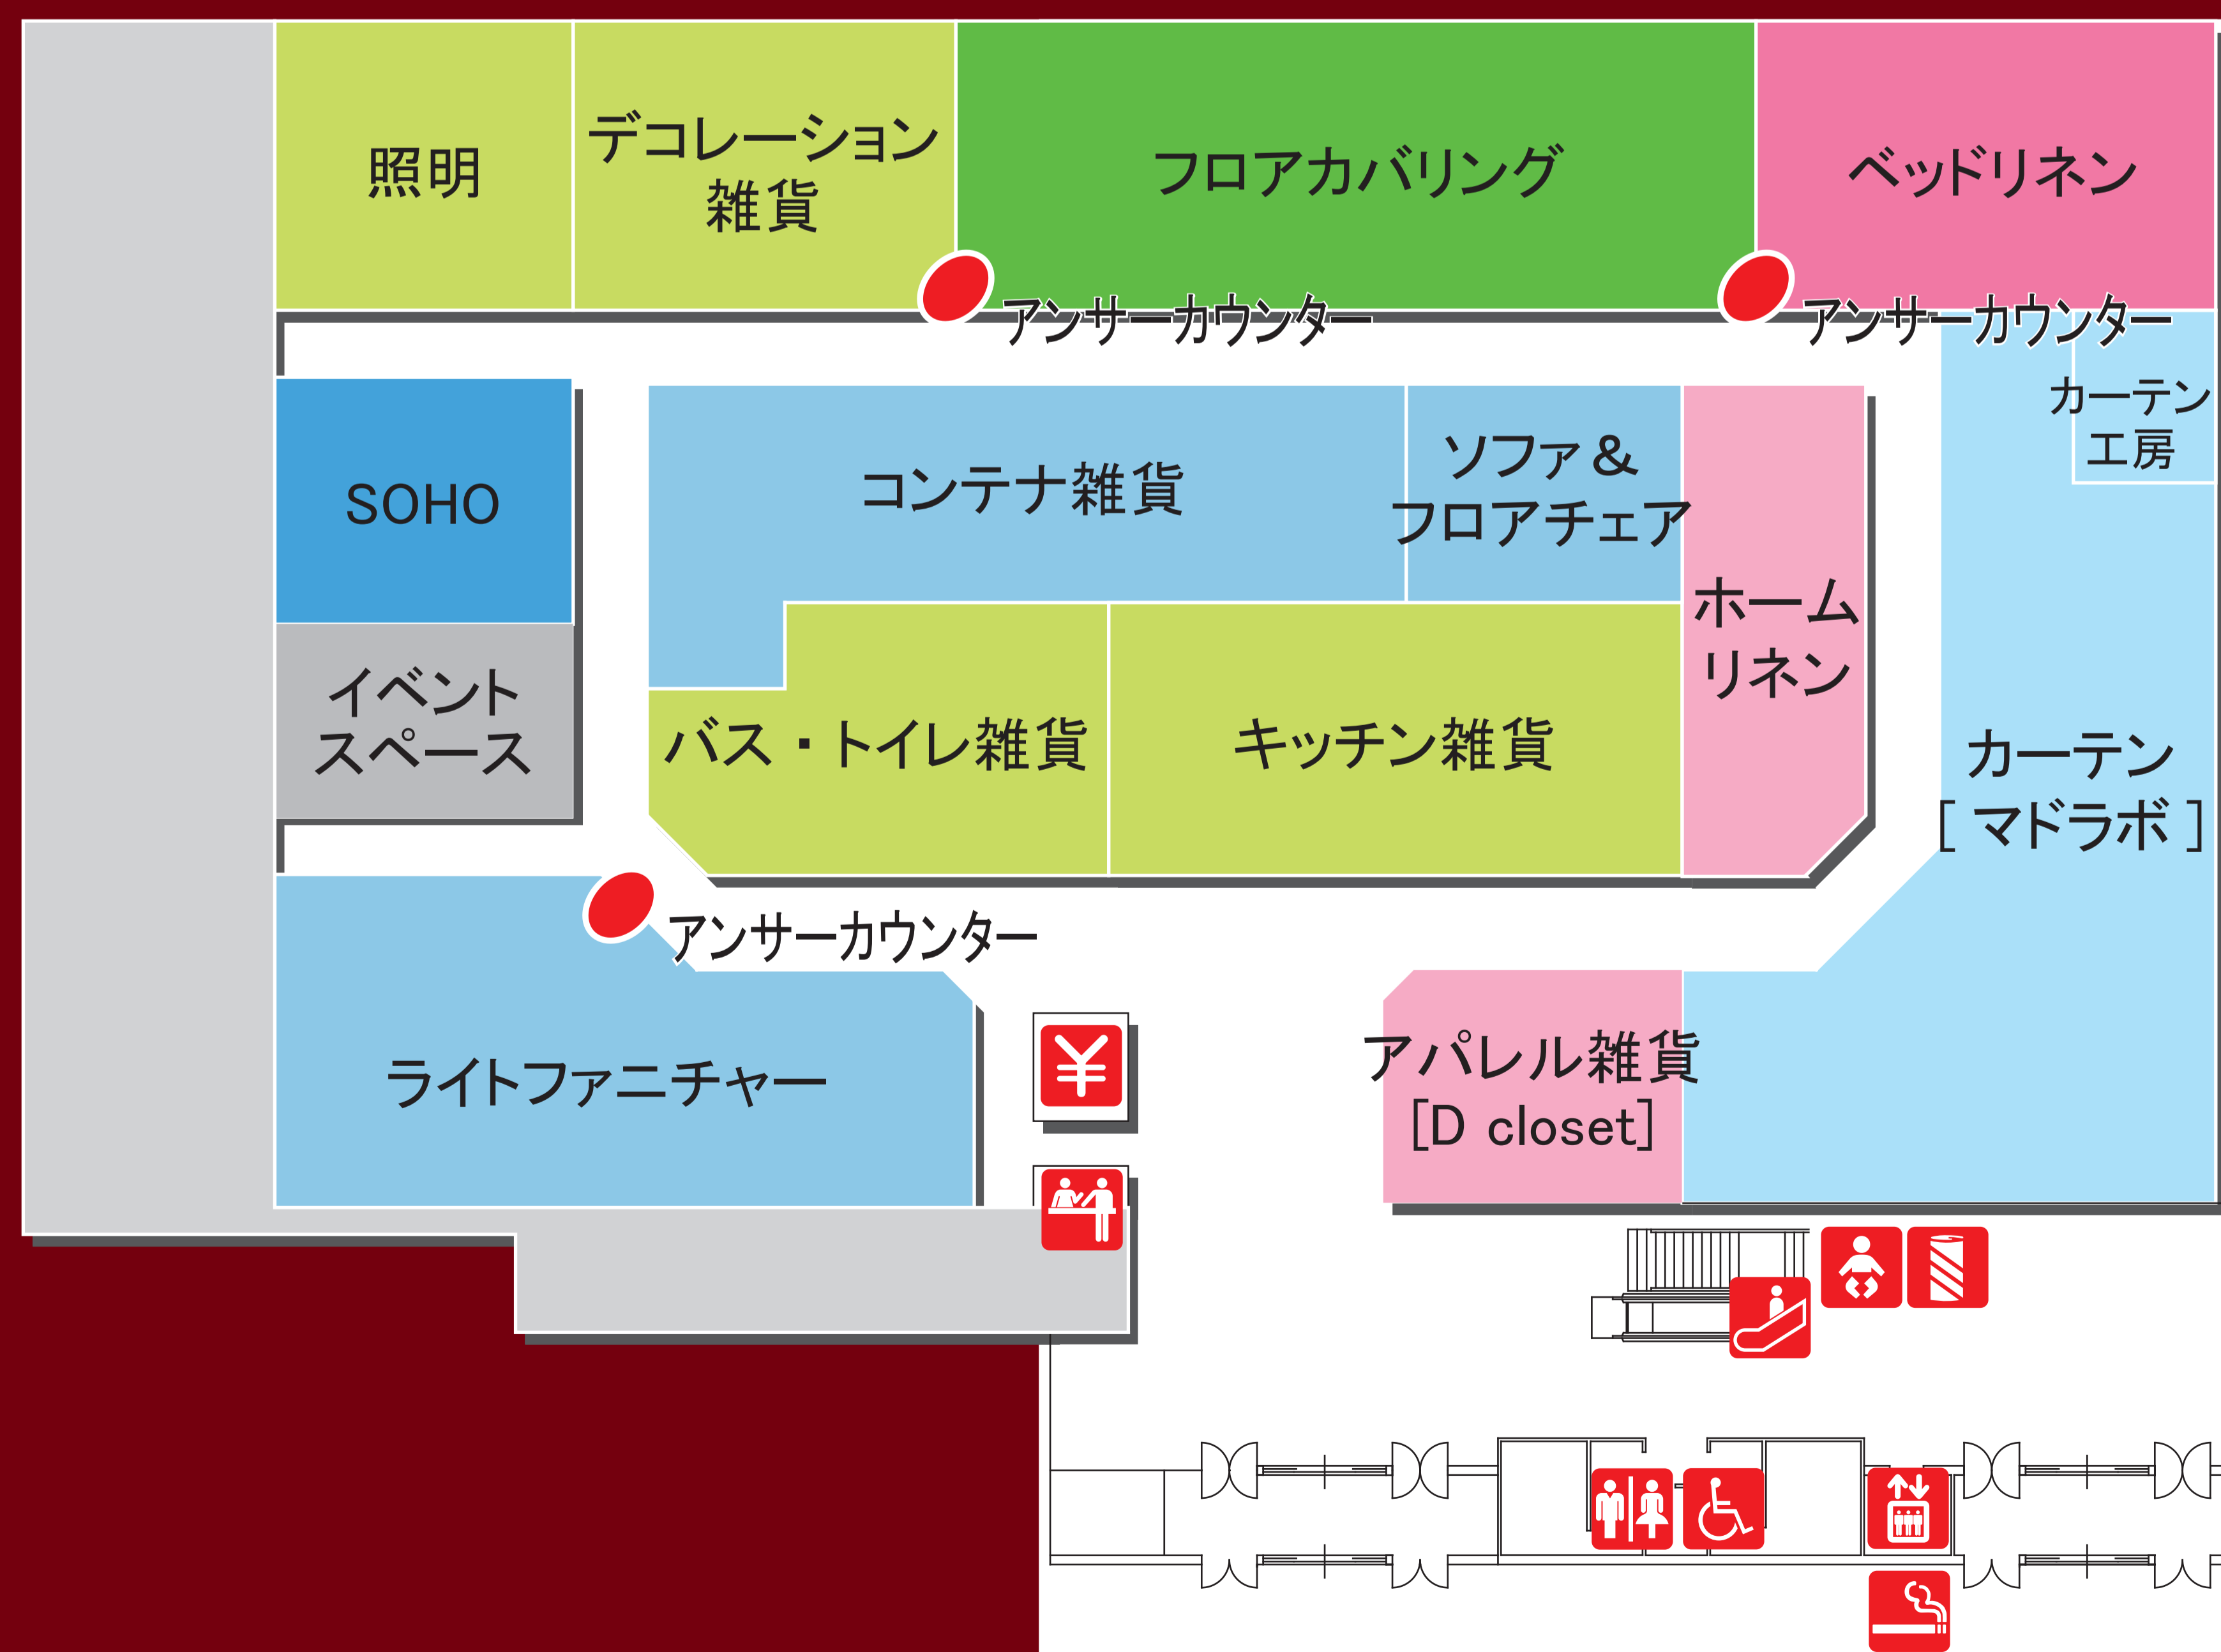 照明
デコレーション
雑貨
フロアカバリング
ベッドリネン
アンサーカウンター
アンサーカウンター
カーテン
工房
SOHO
コンテナ雑貨
ソファ&
フロアチェア
ホーム
リネン
イベント
スペース
バス・トイレ雑貨
キッチン雑貨
カーテン
[マドラボ]
アンサーカウンター
ライトファニチャー
¥
アパレル雑貨
[D closet]